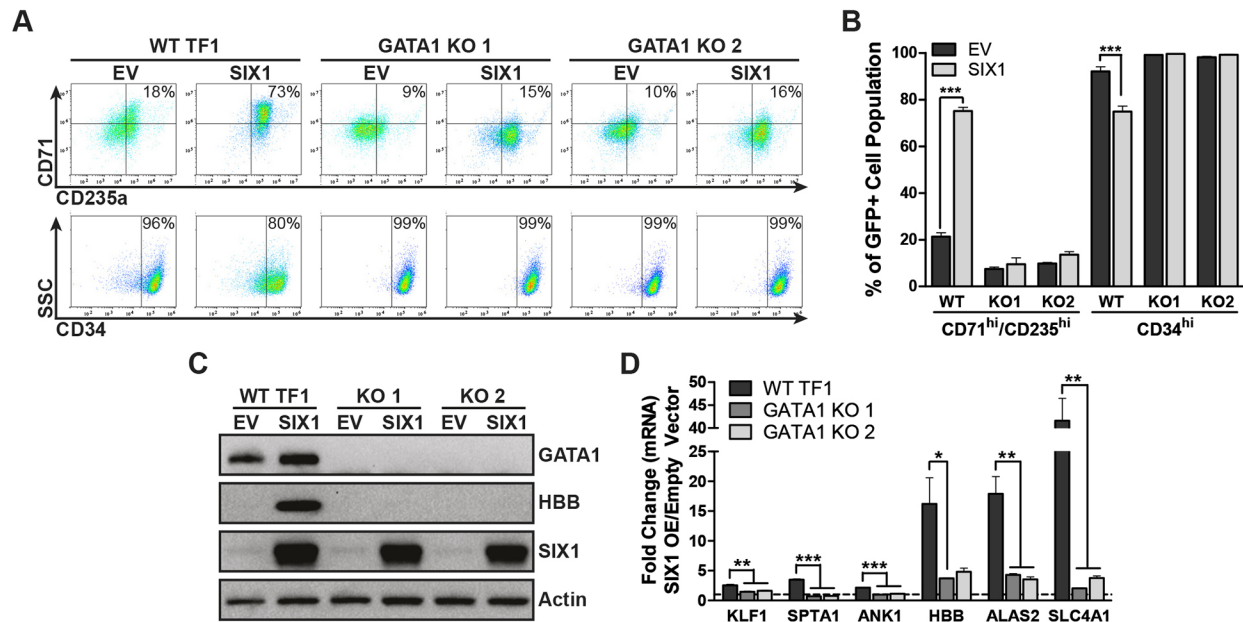 A
WT TF1 GATA1 KO 1 GATA1 KO 2
EV SIX1 EV SIX1 EV SIX1
18% 73% 9% 15% 10% 16%
CD71
CD235a
96% 80% 99% 99% 99% 99%
SSC
CD34
B
EV
SIX1
% of GFP+ Cell Population
100
80
60
40
20
0
*** ***
WT KO1 KO2 WT KO1 KO2
CD71hi/CD235hi CD34hi
C
WT TF1 KO 1 KO 2
EV SIX1 EV SIX1 EV SIX1
GATA1
HBB
SIX1
Actin
D
WT TF1
GATA1 KO 1
GATA1 KO 2
Fold Change (mRNA)
SIX1 OE/Empty Vector
50
45
40
25
20
15
10
5
0
** *** *** * ** **
KLF1 SPTA1 ANK1 HBB ALAS2 SLC4A1